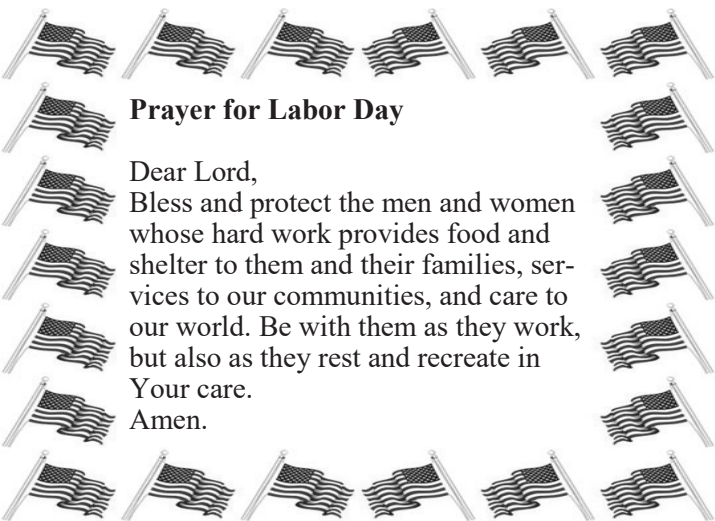 Prayer for Labor Day
Dear Lord,
Bless and protect the men and women
whose hard work provides food and
shelter to them and their families, ser-
vices to our communities, and care to
our world. Be with them as they work,
but also as they rest and recreate in
Your care.
Amen.